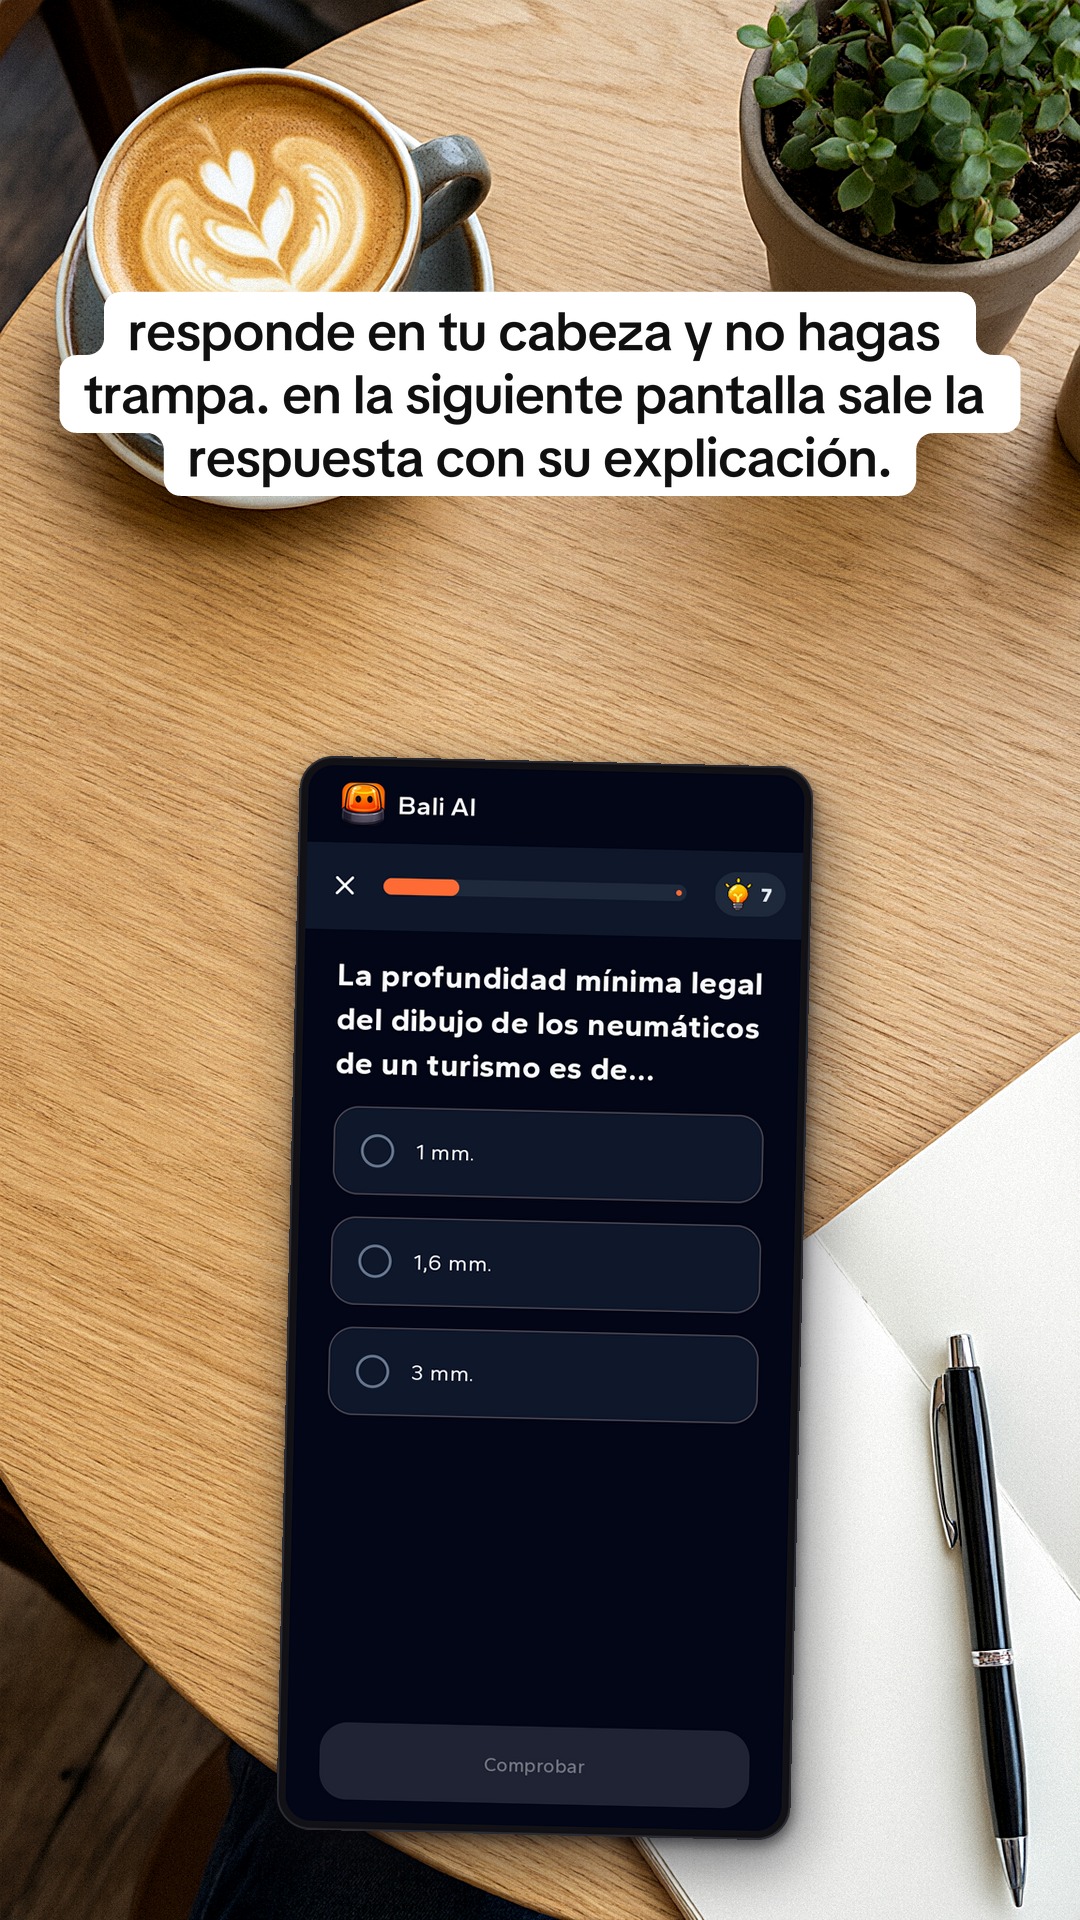 responde en tu cabeza y no hagas
trampa. en la siguiente pantalla sale la
respuesta con su explicación.
Bali AI
7
La profundidad mínima legal
del dibujo de los neumáticos
de un turismo es de...
1 mm.
1,6 mm.
3 mm.
Comprobar